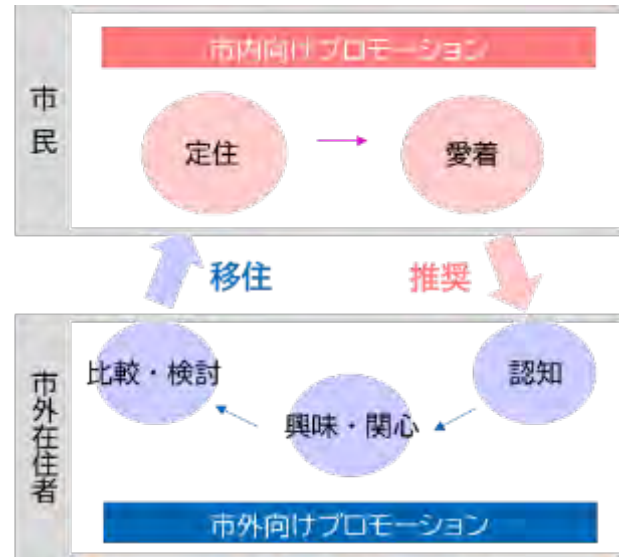 市内向けプロモーション
市民
定住
愛着
移住
推奨
比較・検討
認知
興味・関心
市外在住者
市外向けプロモーション